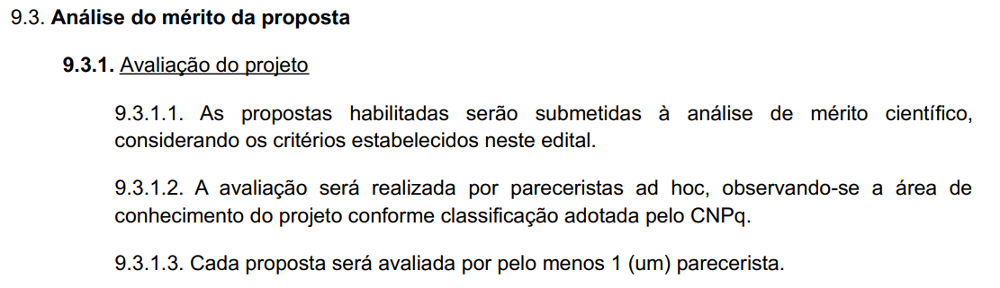 9.3. Análise do mérito da proposta
9.3.1. Avaliação do projeto
9.3.1.1. As propostas habilitadas serão submetidas à análise de mérito científico,
considerando os critérios estabelecidos neste edital.
9.3.1.2. A avaliação será realizada por pareceristas ad hoc, observando-se a área de
conhecimento do projeto conforme classificação adotada pelo CNPq.
9.3.1.3. Cada proposta será avaliada por pelo menos 1 (um) parecerista.